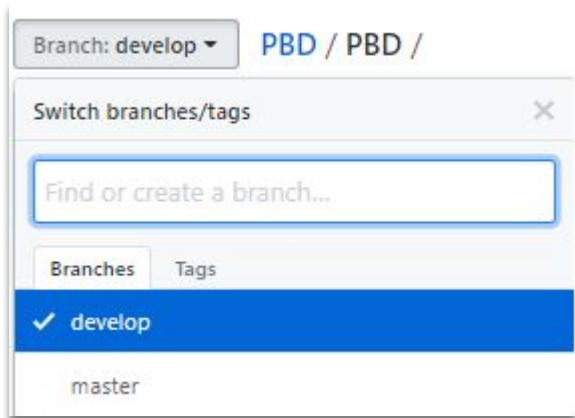 Branch: develop PBD / PBD /
Switch branches/tags
Find or create a branch...
Branches Tags
develop
master